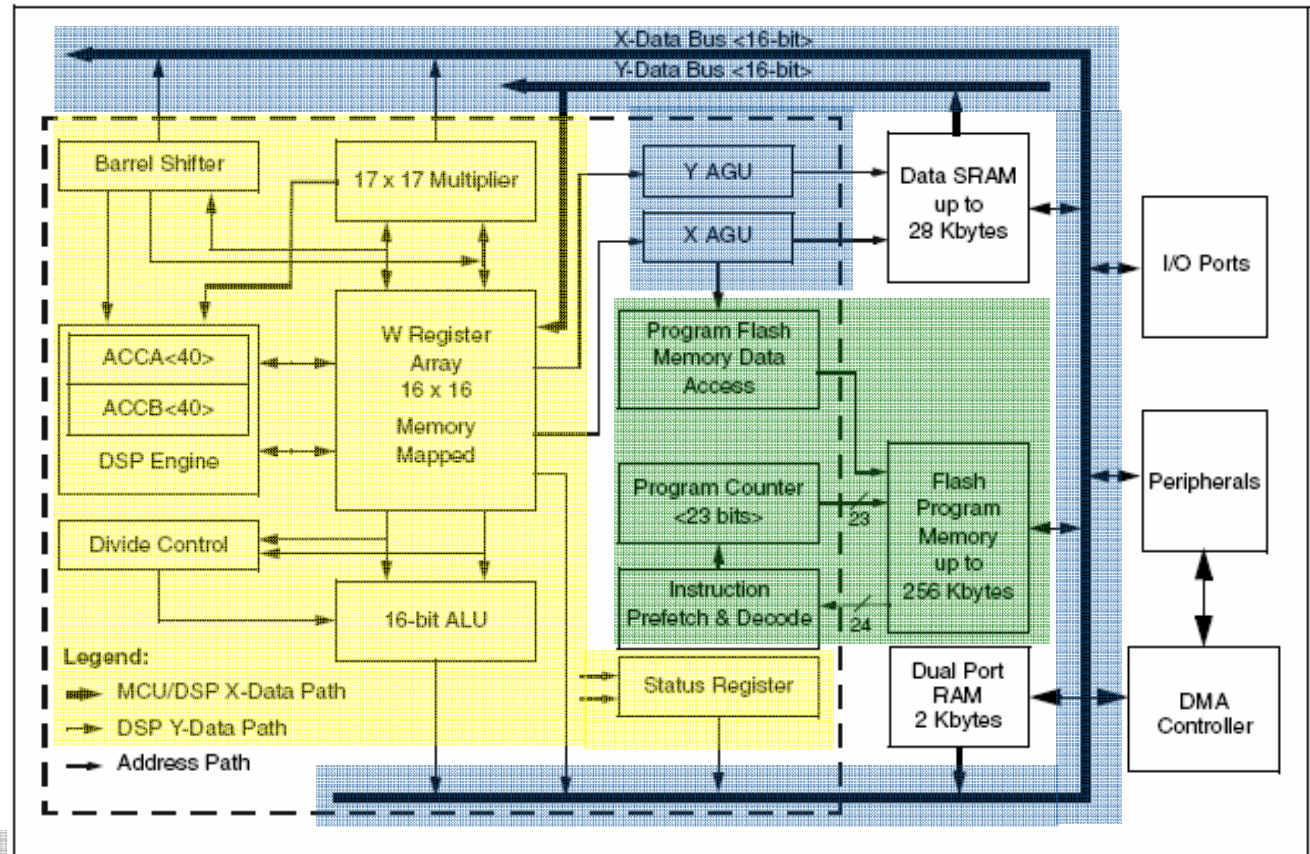 X-Data Bus <16-bit>
Y-Data Bus <16-bit>
Barrel Shifter
17 x 17 Multiplier
Y AGU
X AGU
Data SRAM
up to
28 Kbytes
I/O Ports
ACCA<40>
ACCB<40>
DSP Engine
W Register
Array
16 x 16
Memory
Mapped
Program Flash
Memory Data
Access
Program Counter
<23 bits>
23
Flash
Program
Memory
up to
256 Kbytes
Peripherals
Divide Control
16-bit ALU
Instruction
Prefetch & Decode
24
Legend:
MCU/DSP X-Data Path
DSP Y-Data Path
Address Path
Status Register
Dual Port
RAM
2 Kbytes
DMA
Controller